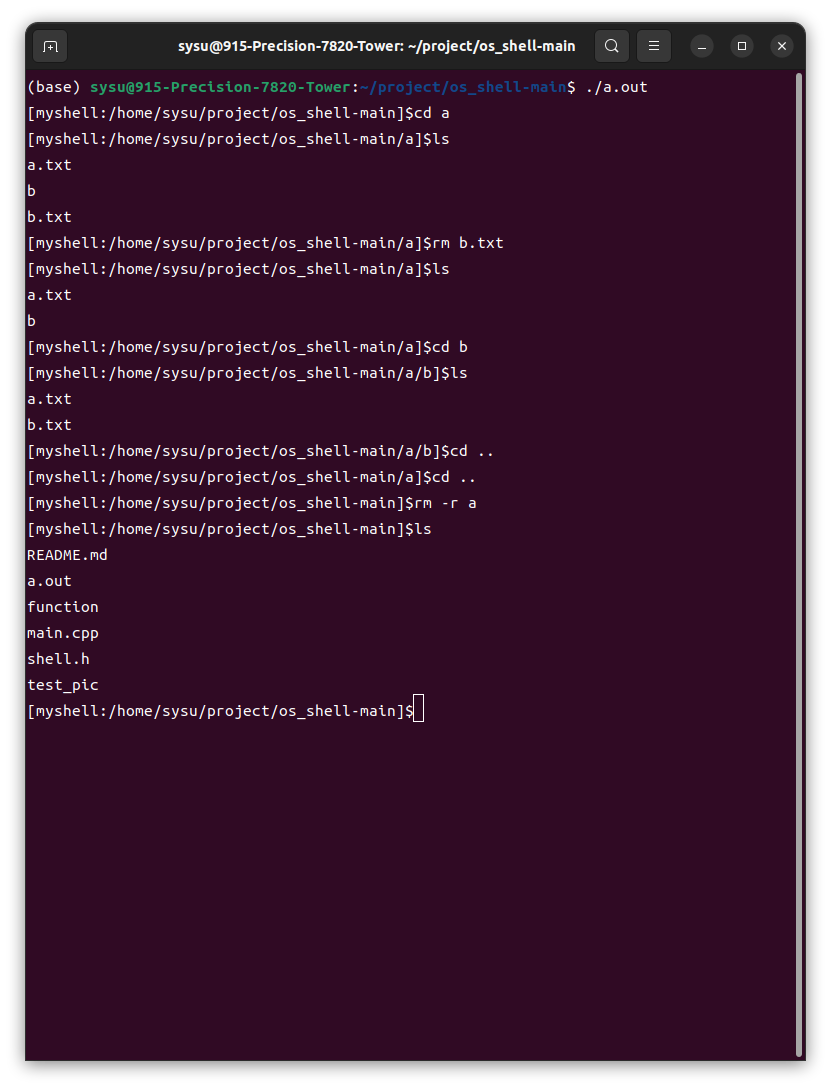 sysu@915-Precision-7820-Tower: ~/project/os_shell-main
(base) sysu@915-Precision-7820-Tower:~/project/os_shell-main$ ./a.out
[myshell:/home/sysu/project/os_shell-main]$cd a
[myshell:/home/sysu/project/os_shell-main/a]$ls
a.txt
b
b.txt
[myshell:/home/sysu/project/os_shell-main/a]$rm b.txt
[myshell:/home/sysu/project/os_shell-main/a]$ls
a.txt
b
[myshell:/home/sysu/project/os_shell-main/a]$cd b
[myshell:/home/sysu/project/os_shell-main/a/b]$ls
a.txt
b.txt
[myshell:/home/sysu/project/os_shell-main/a/b]$cd ..
[myshell:/home/sysu/project/os_shell-main/a]$cd ..
[myshell:/home/sysu/project/os_shell-main]$rm -r a
[myshell:/home/sysu/project/os_shell-main]$ls
README.md
a.out
function
main.cpp
shell.h
test_pic
[myshell:/home/sysu/project/os_shell-main]$